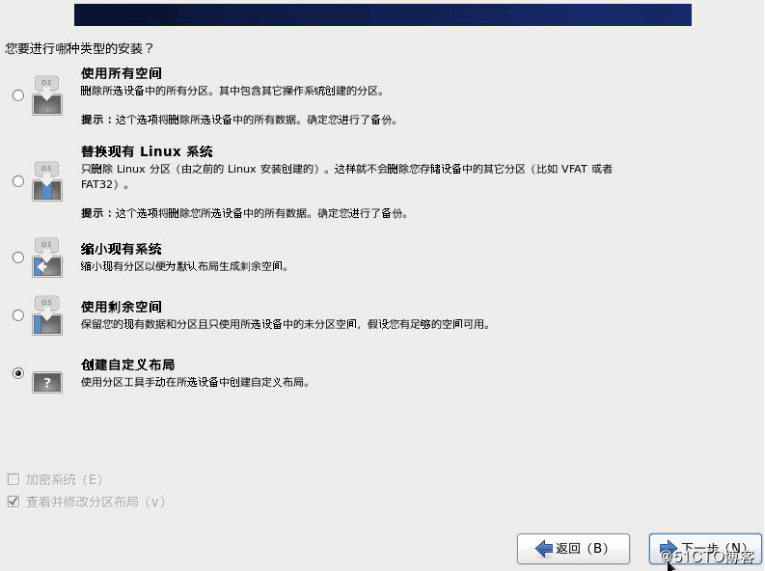 您要进行哪种类型的安装？
OS
使用所有空间
删除所选设备中的所有分区。其中包含其它操作系统创建的分区。
提示：这个选项将删除所选设备中的所有数据。确定您进行了备份。
OS
替换现有 Linux 系统
只删除 Linux 分区（由之前的 Linux 安装创建的）。这样就不会删除您存储设备中的其它分区（比如 VFAT 或者
FAT32）。
提示：这个选项将删除您所选设备中的所有数据。确定您进行了备份。
OS
缩小现有系统
缩小现有分区以便为默认布局生成剩余空间。
OS
使用剩余空间
保留您的现有数据和分区且只使用所选设备中的未分区空间，假设您有足够的空间可用。
?
创建自定义布局
使用分区工具手动在所选设备中创建自定义布局。
加密系统（E）
查看并修改分区布局（v）
返回（B）
下一步（N）
@51CTO博客